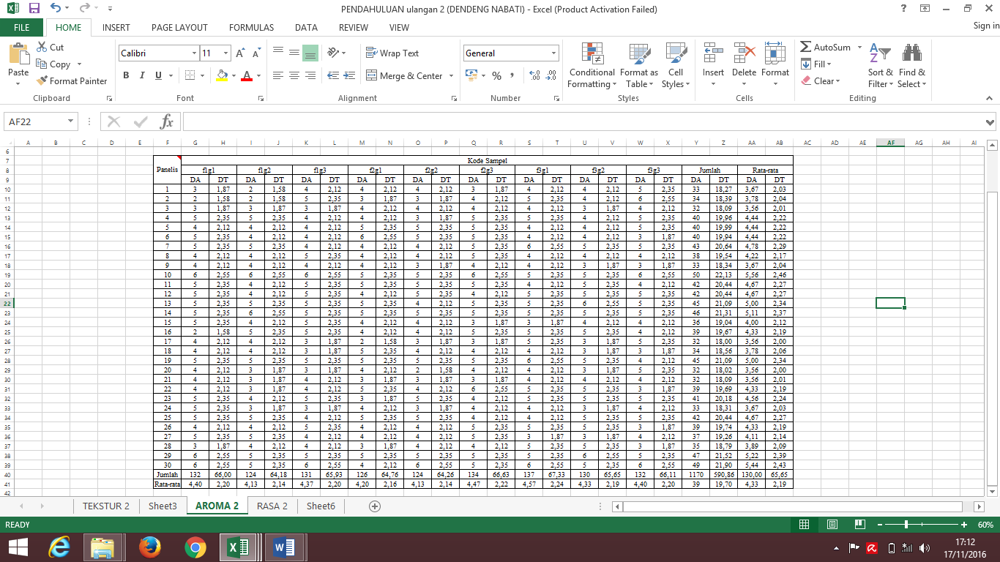 PENDAHULUAN ulangan 2 (DENDENG NABATI) - Excel (Product Activation Failed)
FILE HOME INSERT PAGE LAYOUT FORMULAS DATA REVIEW VIEW Sign in
Cut
Copy
Format Painter
Paste
Calibri 11
B I U
Wrap Text
Merge & Center
General
Conditional Formatting
Format as Table
Cell Styles
Insert Delete Format
AutoSum
Fill
Clear
Sort & Filter
Find & Select
Clipboard Font Alignment Number Styles Cells Editing
AF22 fx
A B C D E F G H I J K L M N O P Q R S T U V W X Y Z AA AB AC AD AE AF AG AH AI
6
7 Kode Sampel
8 Panelis f1g1 f1g2 f1g3 f2g1 f2g2 f2g3 f3g1 f3g2 f3g3 Jumlah Rata-rata
9 DA DT DA DT DA DT DA DT DA DT DA DT DA DT DA DT DA DT DA DT DA DT
10 1 3 1,87 2 1,58 4 2,12 4 2,12 4 2,12 3 1,87 4 2,12 4 2,12 5 2,35 33 18,27 3,67 2,03
11 2 2 1,58 2 1,58 5 2,35 3 1,87 3 1,87 4 2,12 5 2,35 4 2,12 6 2,55 34 18,39 3,78 2,04
12 3 3 1,87 3 1,87 3 1,87 4 2,12 4 2,12 4 2,12 4 2,12 3 1,87 4 2,12 32 18,09 3,56 2,01
13 4 5 2,35 5 2,35 4 2,12 4 2,12 3 1,87 5 2,35 5 2,35 4 2,12 5 2,35 40 19,96 4,44 2,22
14 5 4 2,12 4 2,12 4 2,12 5 2,35 5 2,35 5 2,35 4 2,12 4 2,12 5 2,35 40 19,99 4,44 2,22
15 6 5 2,35 4 2,12 4 2,12 6 2,55 5 2,35 5 2,35 4 2,12 4 2,12 3 1,87 40 19,94 4,44 2,22
16 7 5 2,35 5 2,35 4 2,12 4 2,12 4 2,12 5 2,35 6 2,55 5 2,35 5 2,35 43 20,64 4,78 2,29
17 8 4 2,12 4 2,12 5 2,35 4 2,12 4 2,12 5 2,35 4 2,12 4 2,12 4 2,12 38 19,54 4,22 2,17
18 9 4 2,12 4 2,12 4 2,12 4 2,12 3 1,87 4 2,12 4 2,12 3 1,87 3 1,87 33 18,34 3,67 2,04
19 10 6 2,55 6 2,55 6 2,55 5 2,35 5 2,35 6 2,55 5 2,35 5 2,35 6 2,55 50 22,13 5,56 2,46
20 11 5 2,35 4 2,12 5 2,35 5 2,35 5 2,35 5 2,35 4 2,12 5 2,35 4 2,12 42 20,44 4,67 2,27
21 12 5 2,35 4 2,12 5 2,35 4 2,12 5 2,35 4 2,12 5 2,35 5 2,35 5 2,35 42 20,44 4,67 2,27
22 13 5 2,35 5 2,35 5 2,35 5 2,35 4 2,12 5 2,35 5 2,35 6 2,55 5 2,35 45 21,09 5,00 2,34
23 14 5 2,35 6 2,55 5 2,35 5 2,35 5 2,35 5 2,35 5 2,35 5 2,35 5 2,35 46 21,31 5,11 2,37
24 15 5 2,35 4 2,12 5 2,35 4 2,12 4 2,12 3 1,87 3 1,87 4 2,12 4 2,12 36 19,04 4,00 2,12
25 16 2 1,58 5 2,35 5 2,35 4 2,12 4 2,12 5 2,35 5 2,35 5 2,35 4 2,12 39 19,67 4,33 2,19
26 17 4 2,12 4 2,12 3 1,87 2 1,58 3 1,87 3 1,87 5 2,35 3 1,87 5 2,35 32 18,00 3,56 2,00
27 18 4 2,12 4 2,12 3 1,87 5 2,35 4 2,12 4 2,12 4 2,12 3 1,87 3 1,87 34 18,56 3,78 2,06
28 19 5 2,35 5 2,35 5 2,35 5 2,35 5 2,35 5 2,35 6 2,55 5 2,35 4 2,12 45 21,09 5,00 2,34
29 20 4 2,12 3 1,87 3 1,87 4 2,12 2 1,58 4 2,12 4 2,12 3 1,87 5 2,35 32 18,02 3,56 2,00
30 21 4 2,12 3 1,87 4 2,12 3 1,87 3 1,87 3 1,87 4 2,12 4 2,12 4 2,12 32 18,09 3,56 2,01
31 22 4 2,12 3 1,87 4 2,12 5 2,35 4 2,12 6 2,55 5 2,35 5 2,35 3 1,87 39 19,69 4,33 2,19
32 23 5 2,35 4 2,12 5 2,35 3 1,87 5 2,35 4 2,12 5 2,35 5 2,35 5 2,35 41 20,18 4,56 2,24
33 24 5 2,35 3 1,87 3 1,87 4 2,12 3 1,87 4 2,12 4 2,12 3 1,87 4 2,12 33 18,31 3,67 2,03
34 25 5 2,35 5 2,35 4 2,12 5 2,35 5 2,35 4 2,12 4 2,12 5 2,35 5 2,35 42 20,44 4,67 2,27
35 26 4 2,12 4 2,12 5 2,35 4 2,12 4 2,12 5 2,35 5 2,35 5 2,35 3 1,87 39 19,74 4,33 2,19
36 27 5 2,35 5 2,35 4 2,12 4 2,12 4 2,12 5 2,35 3 1,87 3 1,87 4 2,12 37 19,26 4,11 2,14
37 28 3 1,87 4 2,12 4 2,12 3 1,87 4 2,12 4 2,12 5 2,35 5 2,35 3 1,87 35 18,79 3,89 2,09
38 29 6 2,55 5 2,35 5 2,35 5 2,35 5 2,35 5 2,35 5 2,35 6 2,55 5 2,35 47 21,52 5,22 2,39
39 30 6 2,55 5 2,35 6 2,55 4 2,12 6 2,55 5 2,35 6 2,55 5 2,35 6 2,55 49 21,90 5,44 2,43
40 Jumlah 132 66,00 124 64,18 131 65,93 126 64,76 124 64,26 134 66,63 137 67,33 130 65,65 132 66,11 1170 590,86 130,00 65,65
41 Rata-rata 4,40 2,20 4,13 2,14 4,37 2,20 4,20 2,16 4,13 2,14 4,47 2,22 4,57 2,24 4,33 2,19 4,40 2,20 39 19,70 4,33 2,19
42
TEKSTUR 2 Sheet3 AROMA 2 RASA 2 Sheet6
READY 60%
17:12
17/11/2016